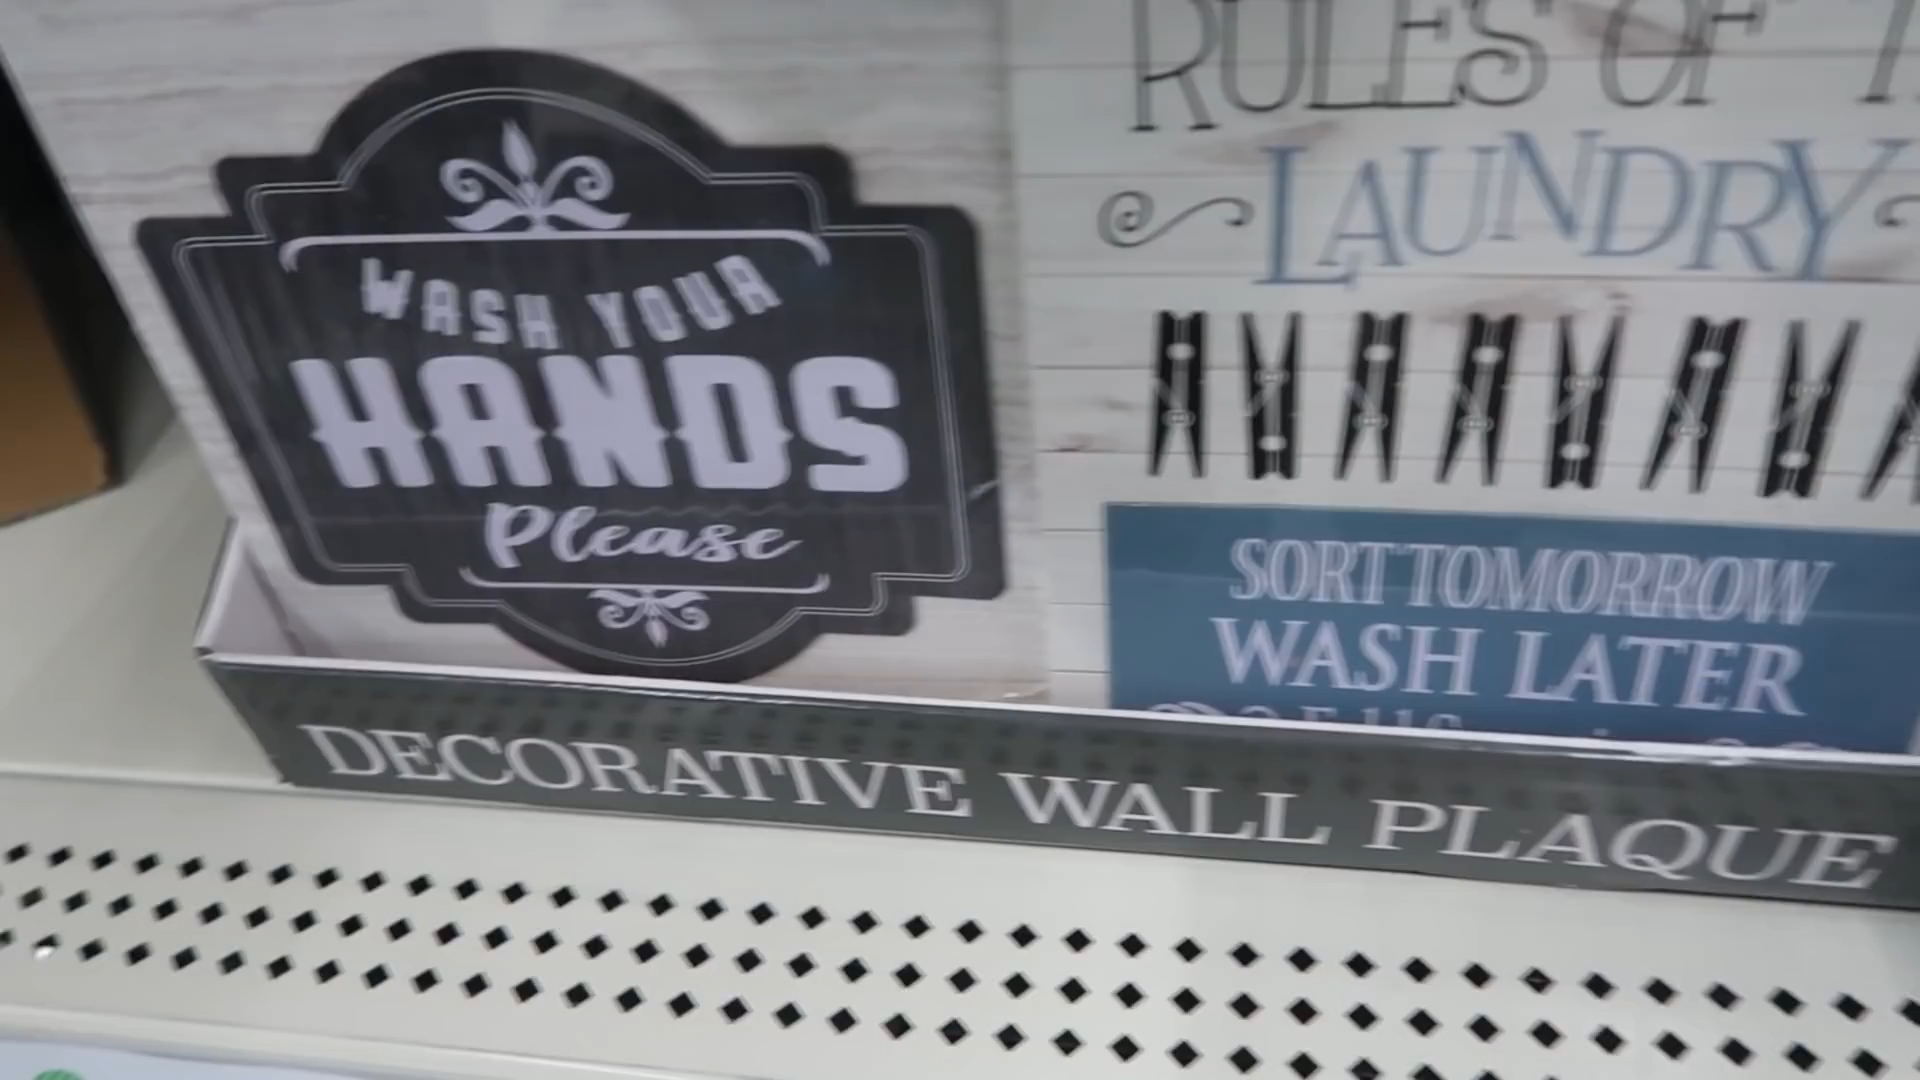 WASH YOUR
HANDS
Please
RULES OF
LAUNDRY
SORT TOMORROW
WASH LATER
DECORATIVE WALL PLAQUE